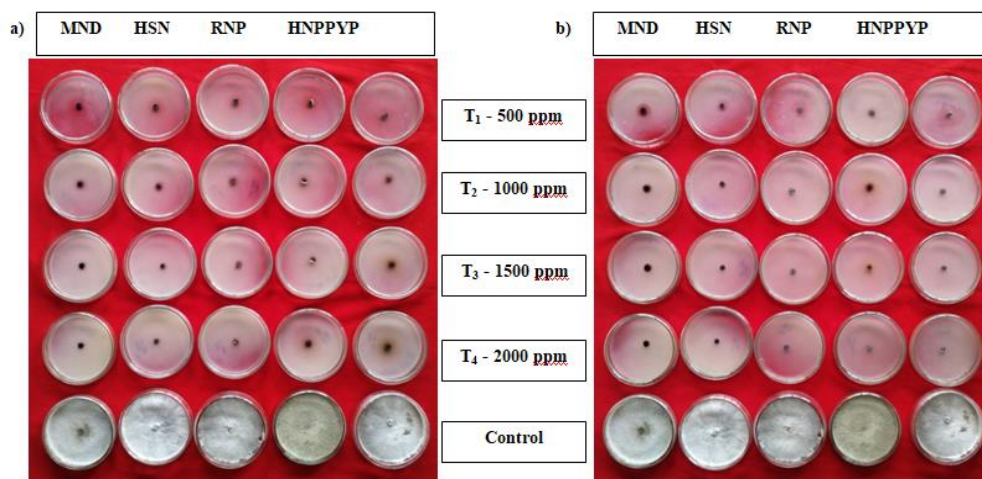 a) MND HSN RNP HNPPYP
b) MND HSN RNP HNPPYP
T₁ - 500 ppm
T₂ - 1000 ppm
T₃ - 1500 ppm
T₄ - 2000 ppm
Control